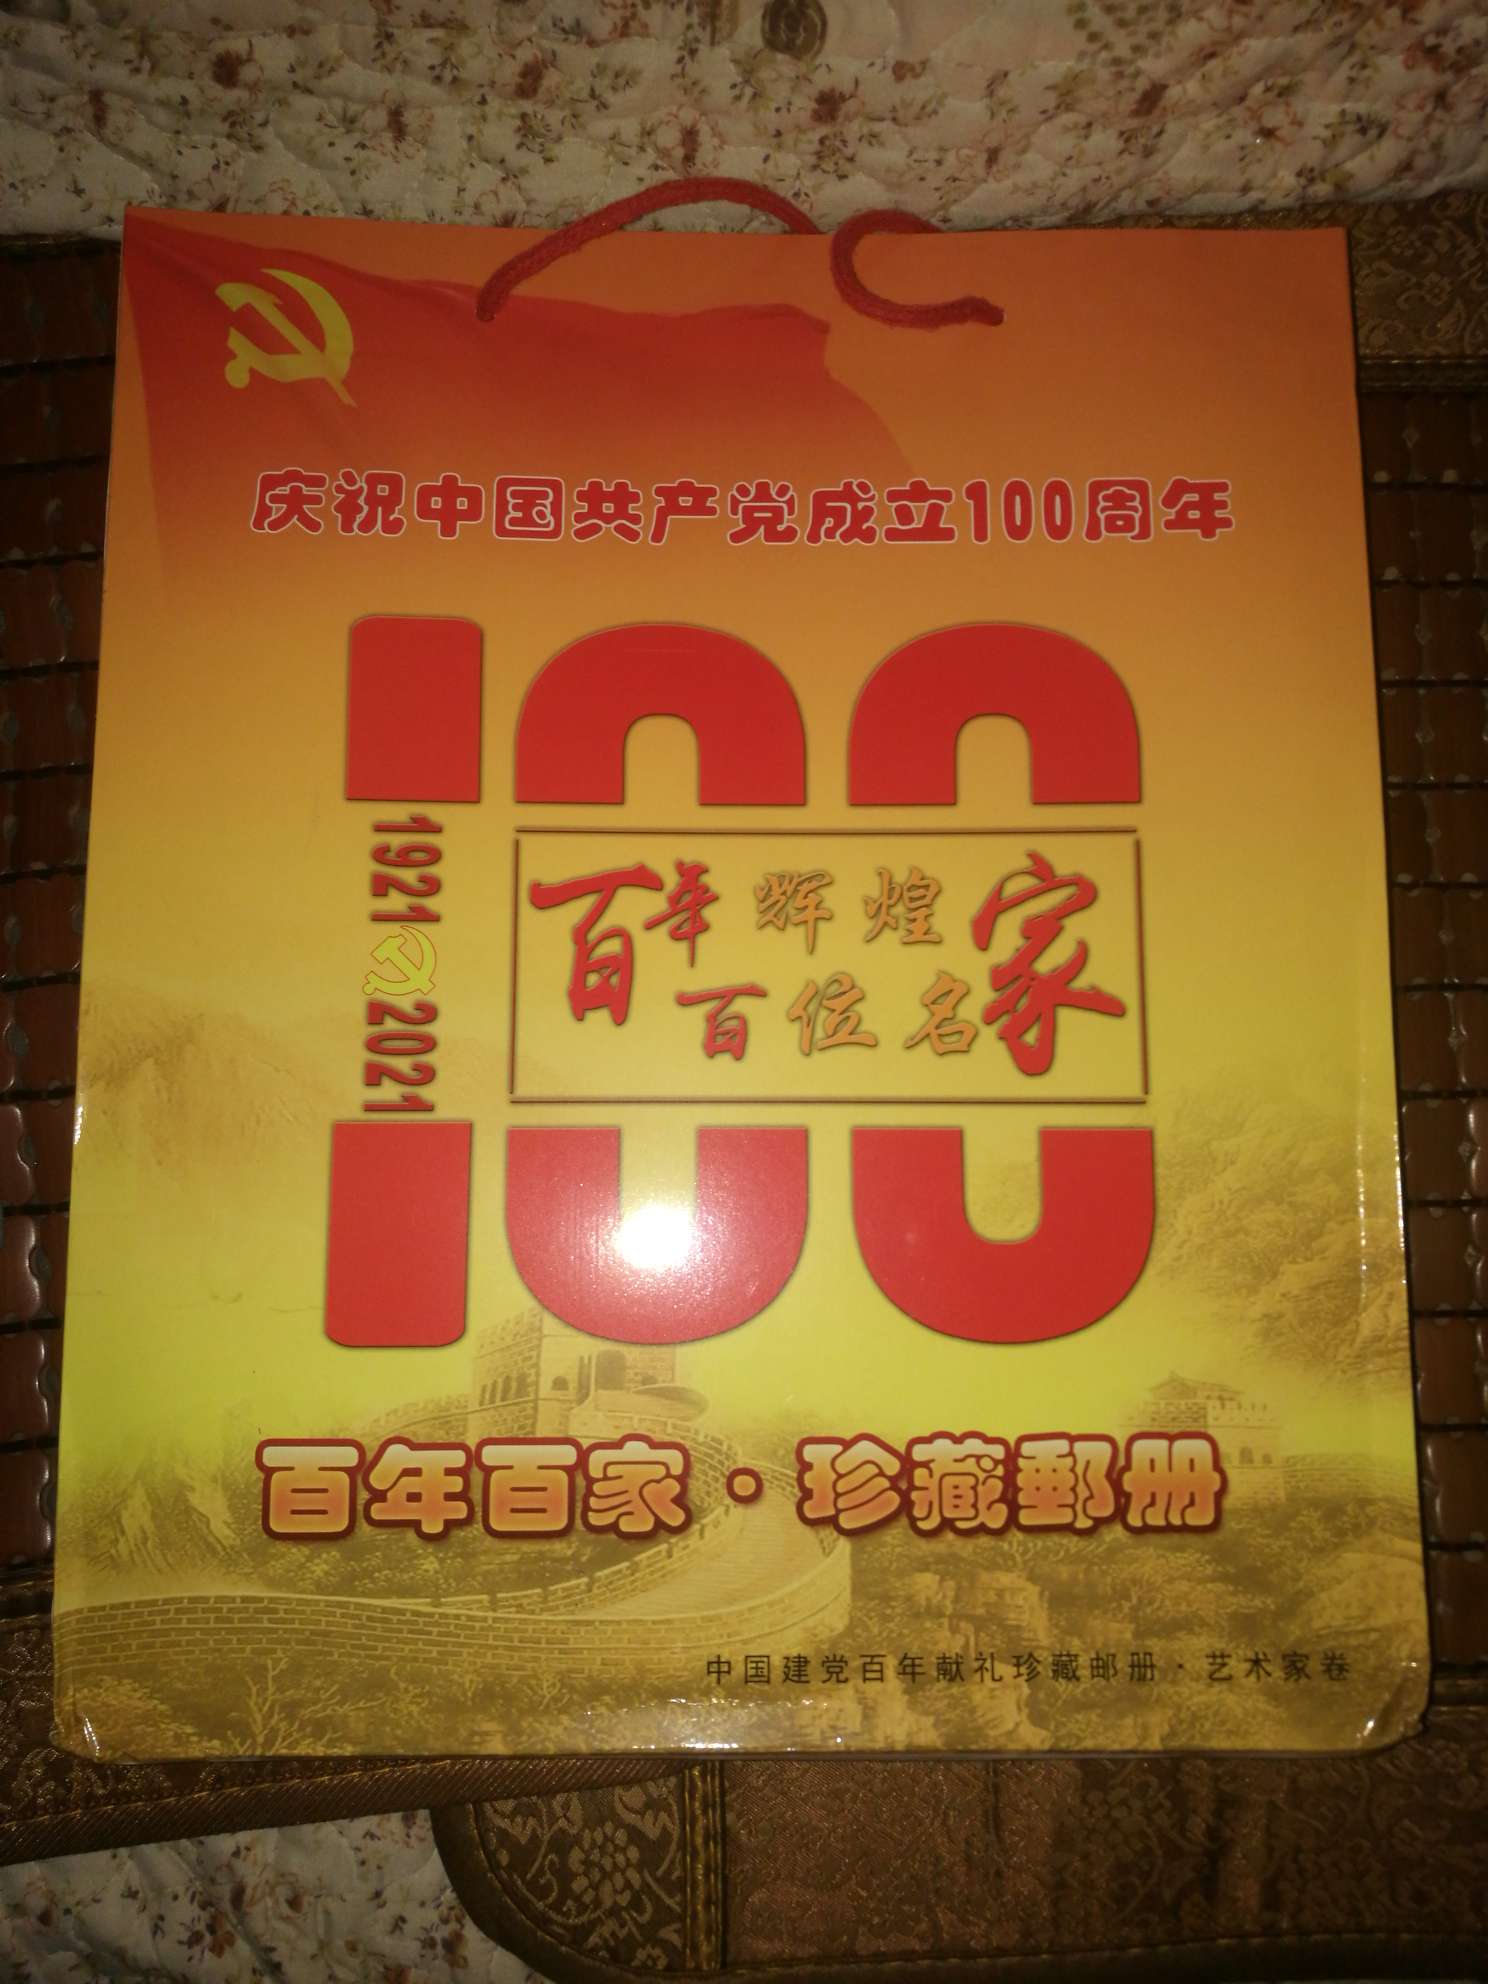 庆祝中国共产党成立100周年
100
1921 2021
百年辉煌
百位名家
百年百家·珍藏郵册
中国建党百年献礼珍藏邮册·艺术家卷